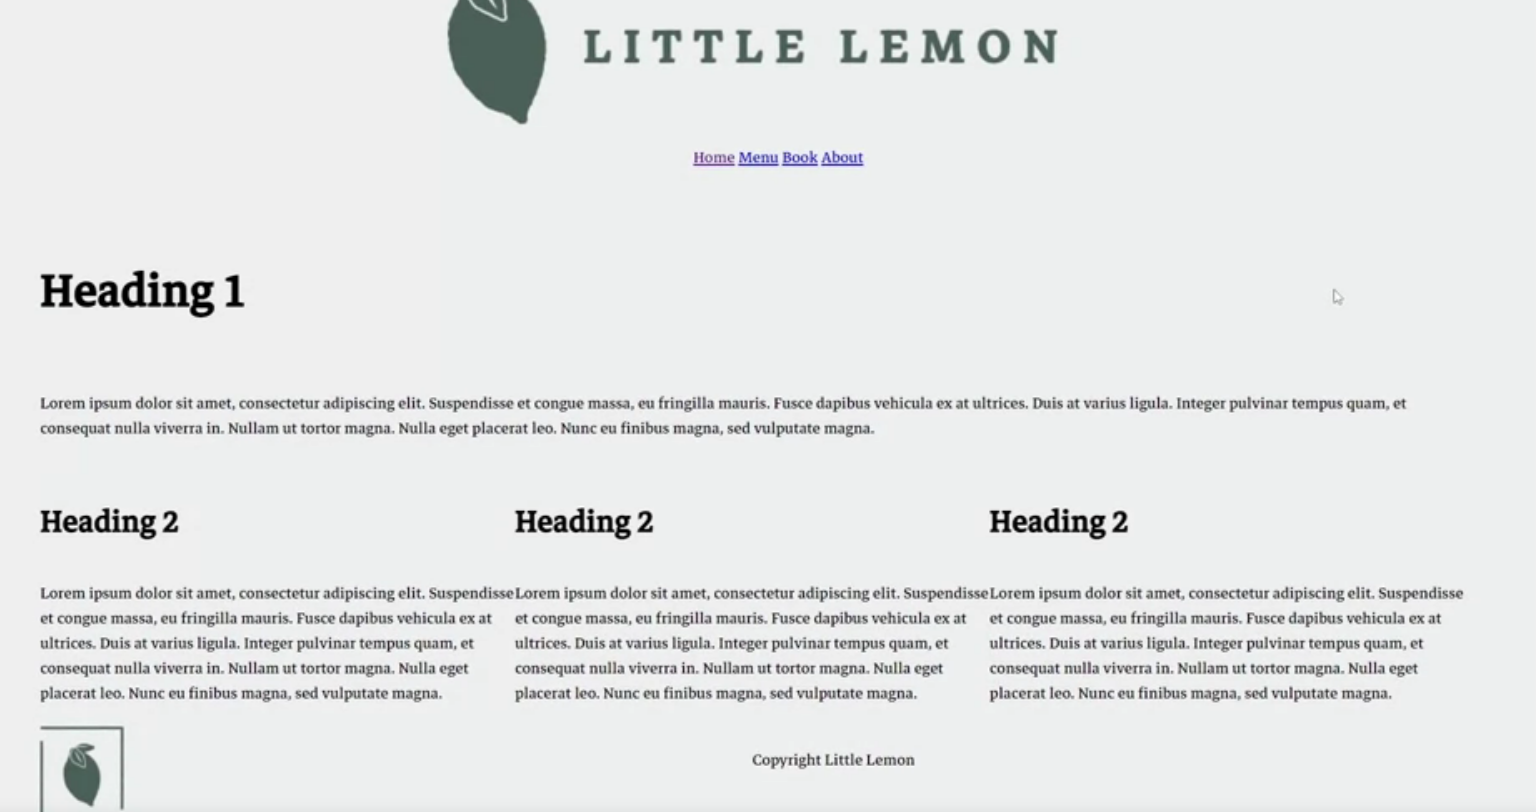 LITTLE LEMON
Home Menu Book About
Heading 1
Lorem ipsum dolor sit amet, consectetur adipiscing elit. Suspendisse et congue massa, eu fringilla mauris. Fusce dapibus vehicula ex at ultrices. Duis at varius ligula. Integer pulvinar tempus quam, et
consequat nulla viverra in. Nullam ut tortor magna. Nulla eget placerat leo. Nunc eu finibus magna, sed vulputate magna.
Heading 2
Lorem ipsum dolor sit amet, consectetur adipiscing elit. Suspendisse
et congue massa, eu fringilla mauris. Fusce dapibus vehicula ex at
ultrices. Duis at varius ligula. Integer pulvinar tempus quam, et
consequat nulla viverra in. Nullam ut tortor magna. Nulla eget
placerat leo. Nunc eu finibus magna, sed vulputate magna.
Heading 2
Lorem ipsum dolor sit amet, consectetur adipiscing elit. Suspendisse
et congue massa, eu fringilla mauris. Fusce dapibus vehicula ex at
ultrices. Duis at varius ligula. Integer pulvinar tempus quam, et
consequat nulla viverra in. Nullam ut tortor magna. Nulla eget
placerat leo. Nunc eu finibus magna, sed vulputate magna.
Heading 2
Lorem ipsum dolor sit amet, consectetur adipiscing elit. Suspendisse
et congue massa, eu fringilla mauris. Fusce dapibus vehicula ex at
ultrices. Duis at varius ligula. Integer pulvinar tempus quam, et
consequat nulla viverra in. Nullam ut tortor magna. Nulla eget
placerat leo. Nunc eu finibus magna, sed vulputate magna.
Copyright Little Lemon